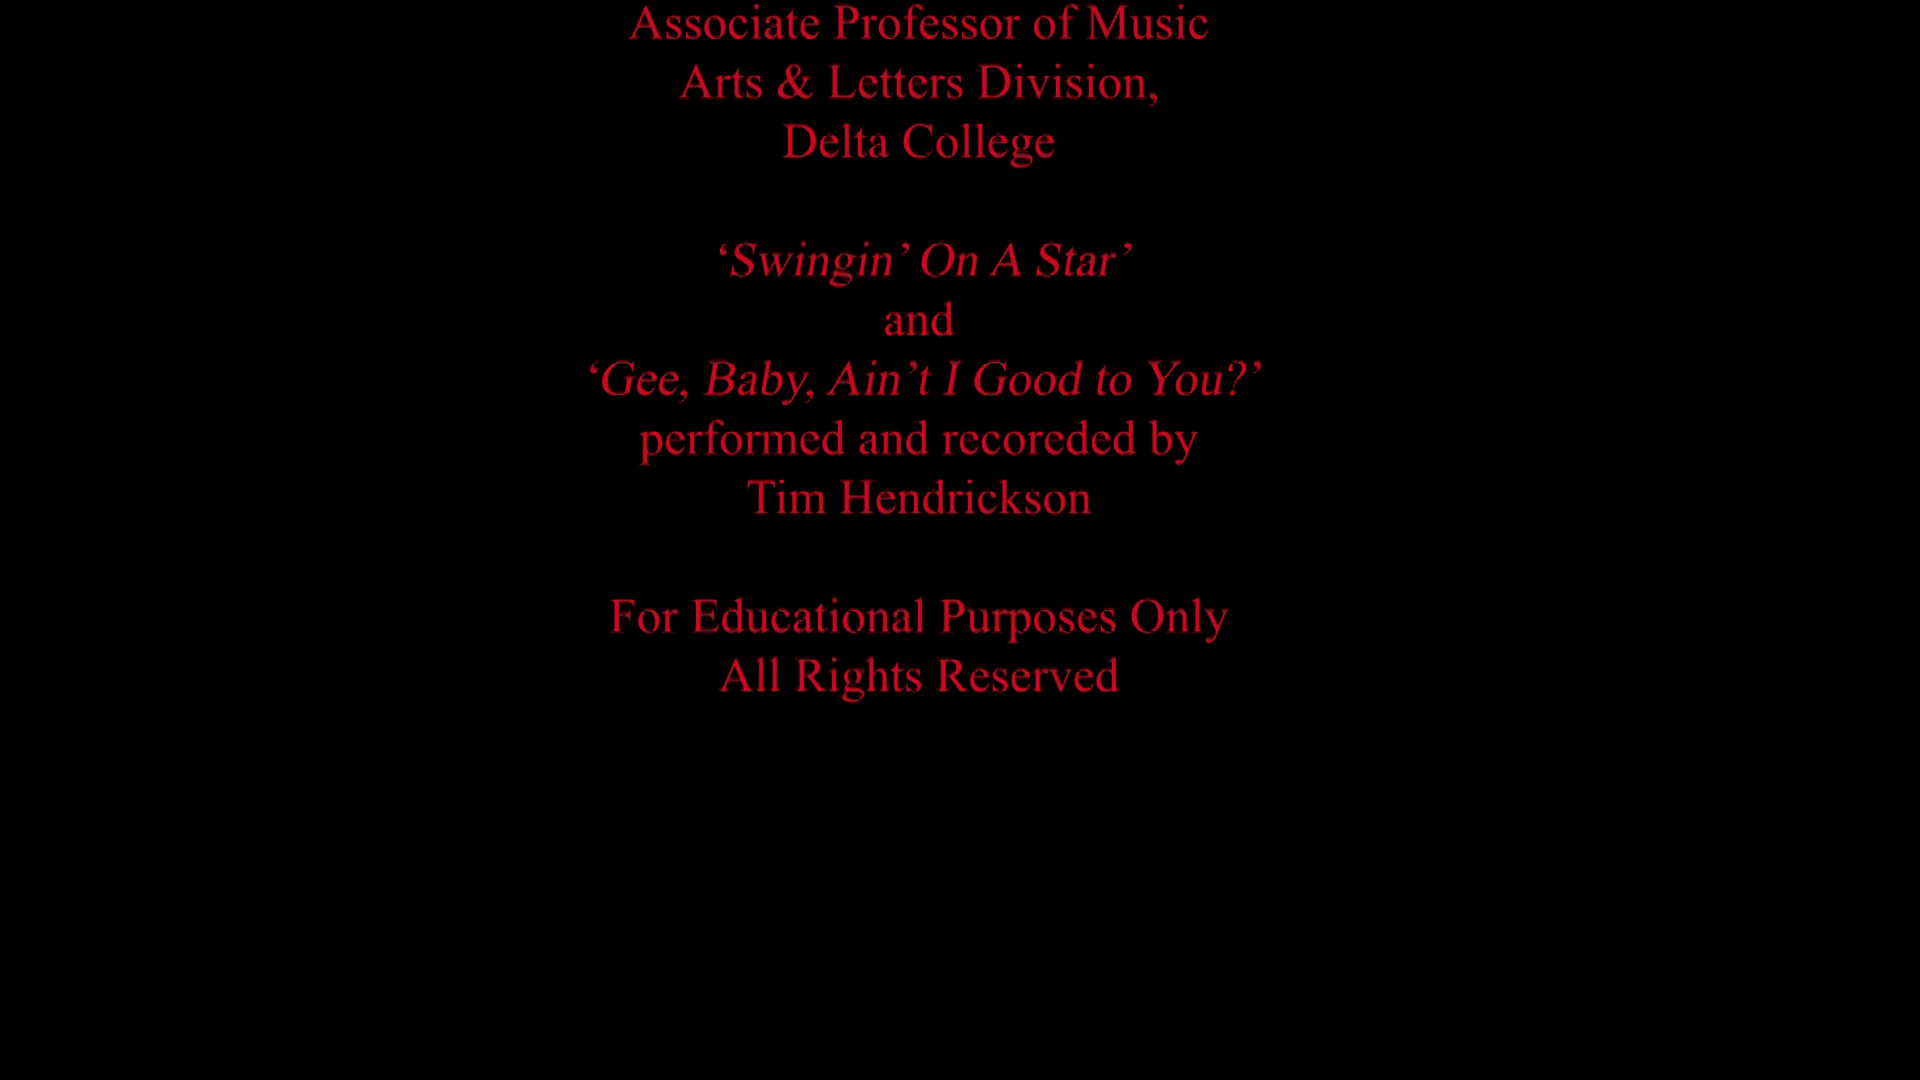 Associate Professor of Music
Arts & Letters Division,
Delta College
‘Swingin’ On A Star’
and
‘Gee, Baby, Ain’t I Good to You?’
performed and recoreded by
Tim Hendrickson
For Educational Purposes Only
All Rights Reserved